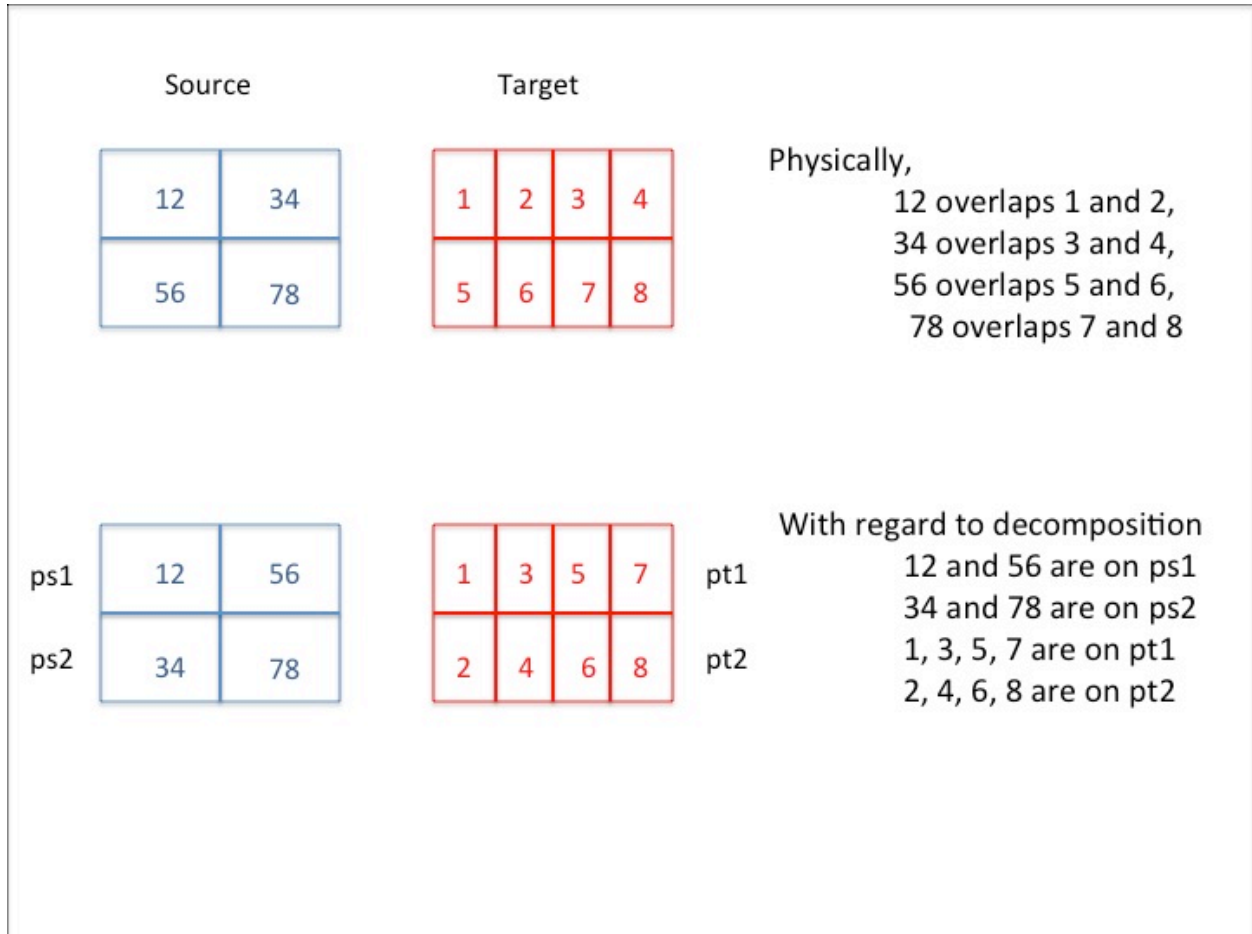 Source Target
12 34
56 78
1 2 3 4
5 6 7 8
Physically,
12 overlaps 1 and 2,
34 overlaps 3 and 4,
56 overlaps 5 and 6,
78 overlaps 7 and 8
ps1 12 56
ps2 34 78
1 3 5 7 pt1
2 4 6 8 pt2
With regard to decomposition
12 and 56 are on ps1
34 and 78 are on ps2
1, 3, 5, 7 are on pt1
2, 4, 6, 8 are on pt2